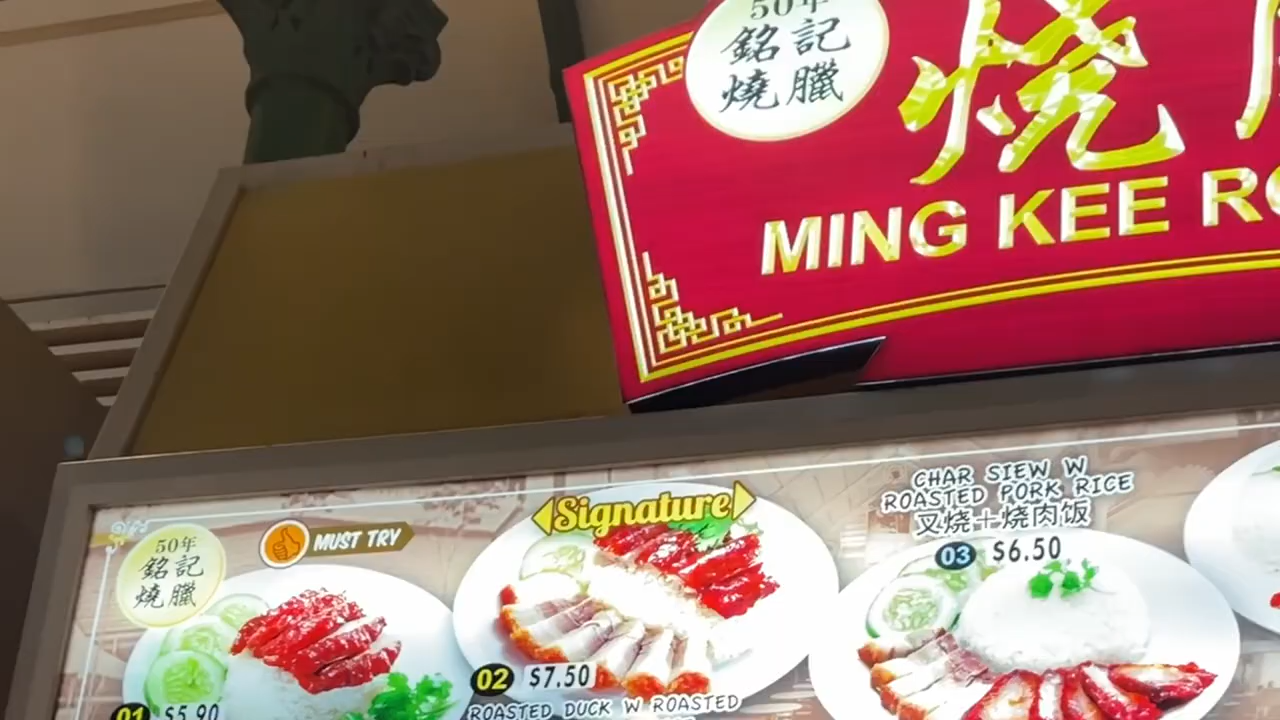 50年
銘記
燒臘
燒
MING KEE
Signature
MUST TRY
50年
銘記
燒臘
CHAR SIEW W
ROASTED PORK RICE
叉烧+烧肉饭
03 $6.50
02 $7.50
ROASTED DUCK W ROASTED
01 $5.90